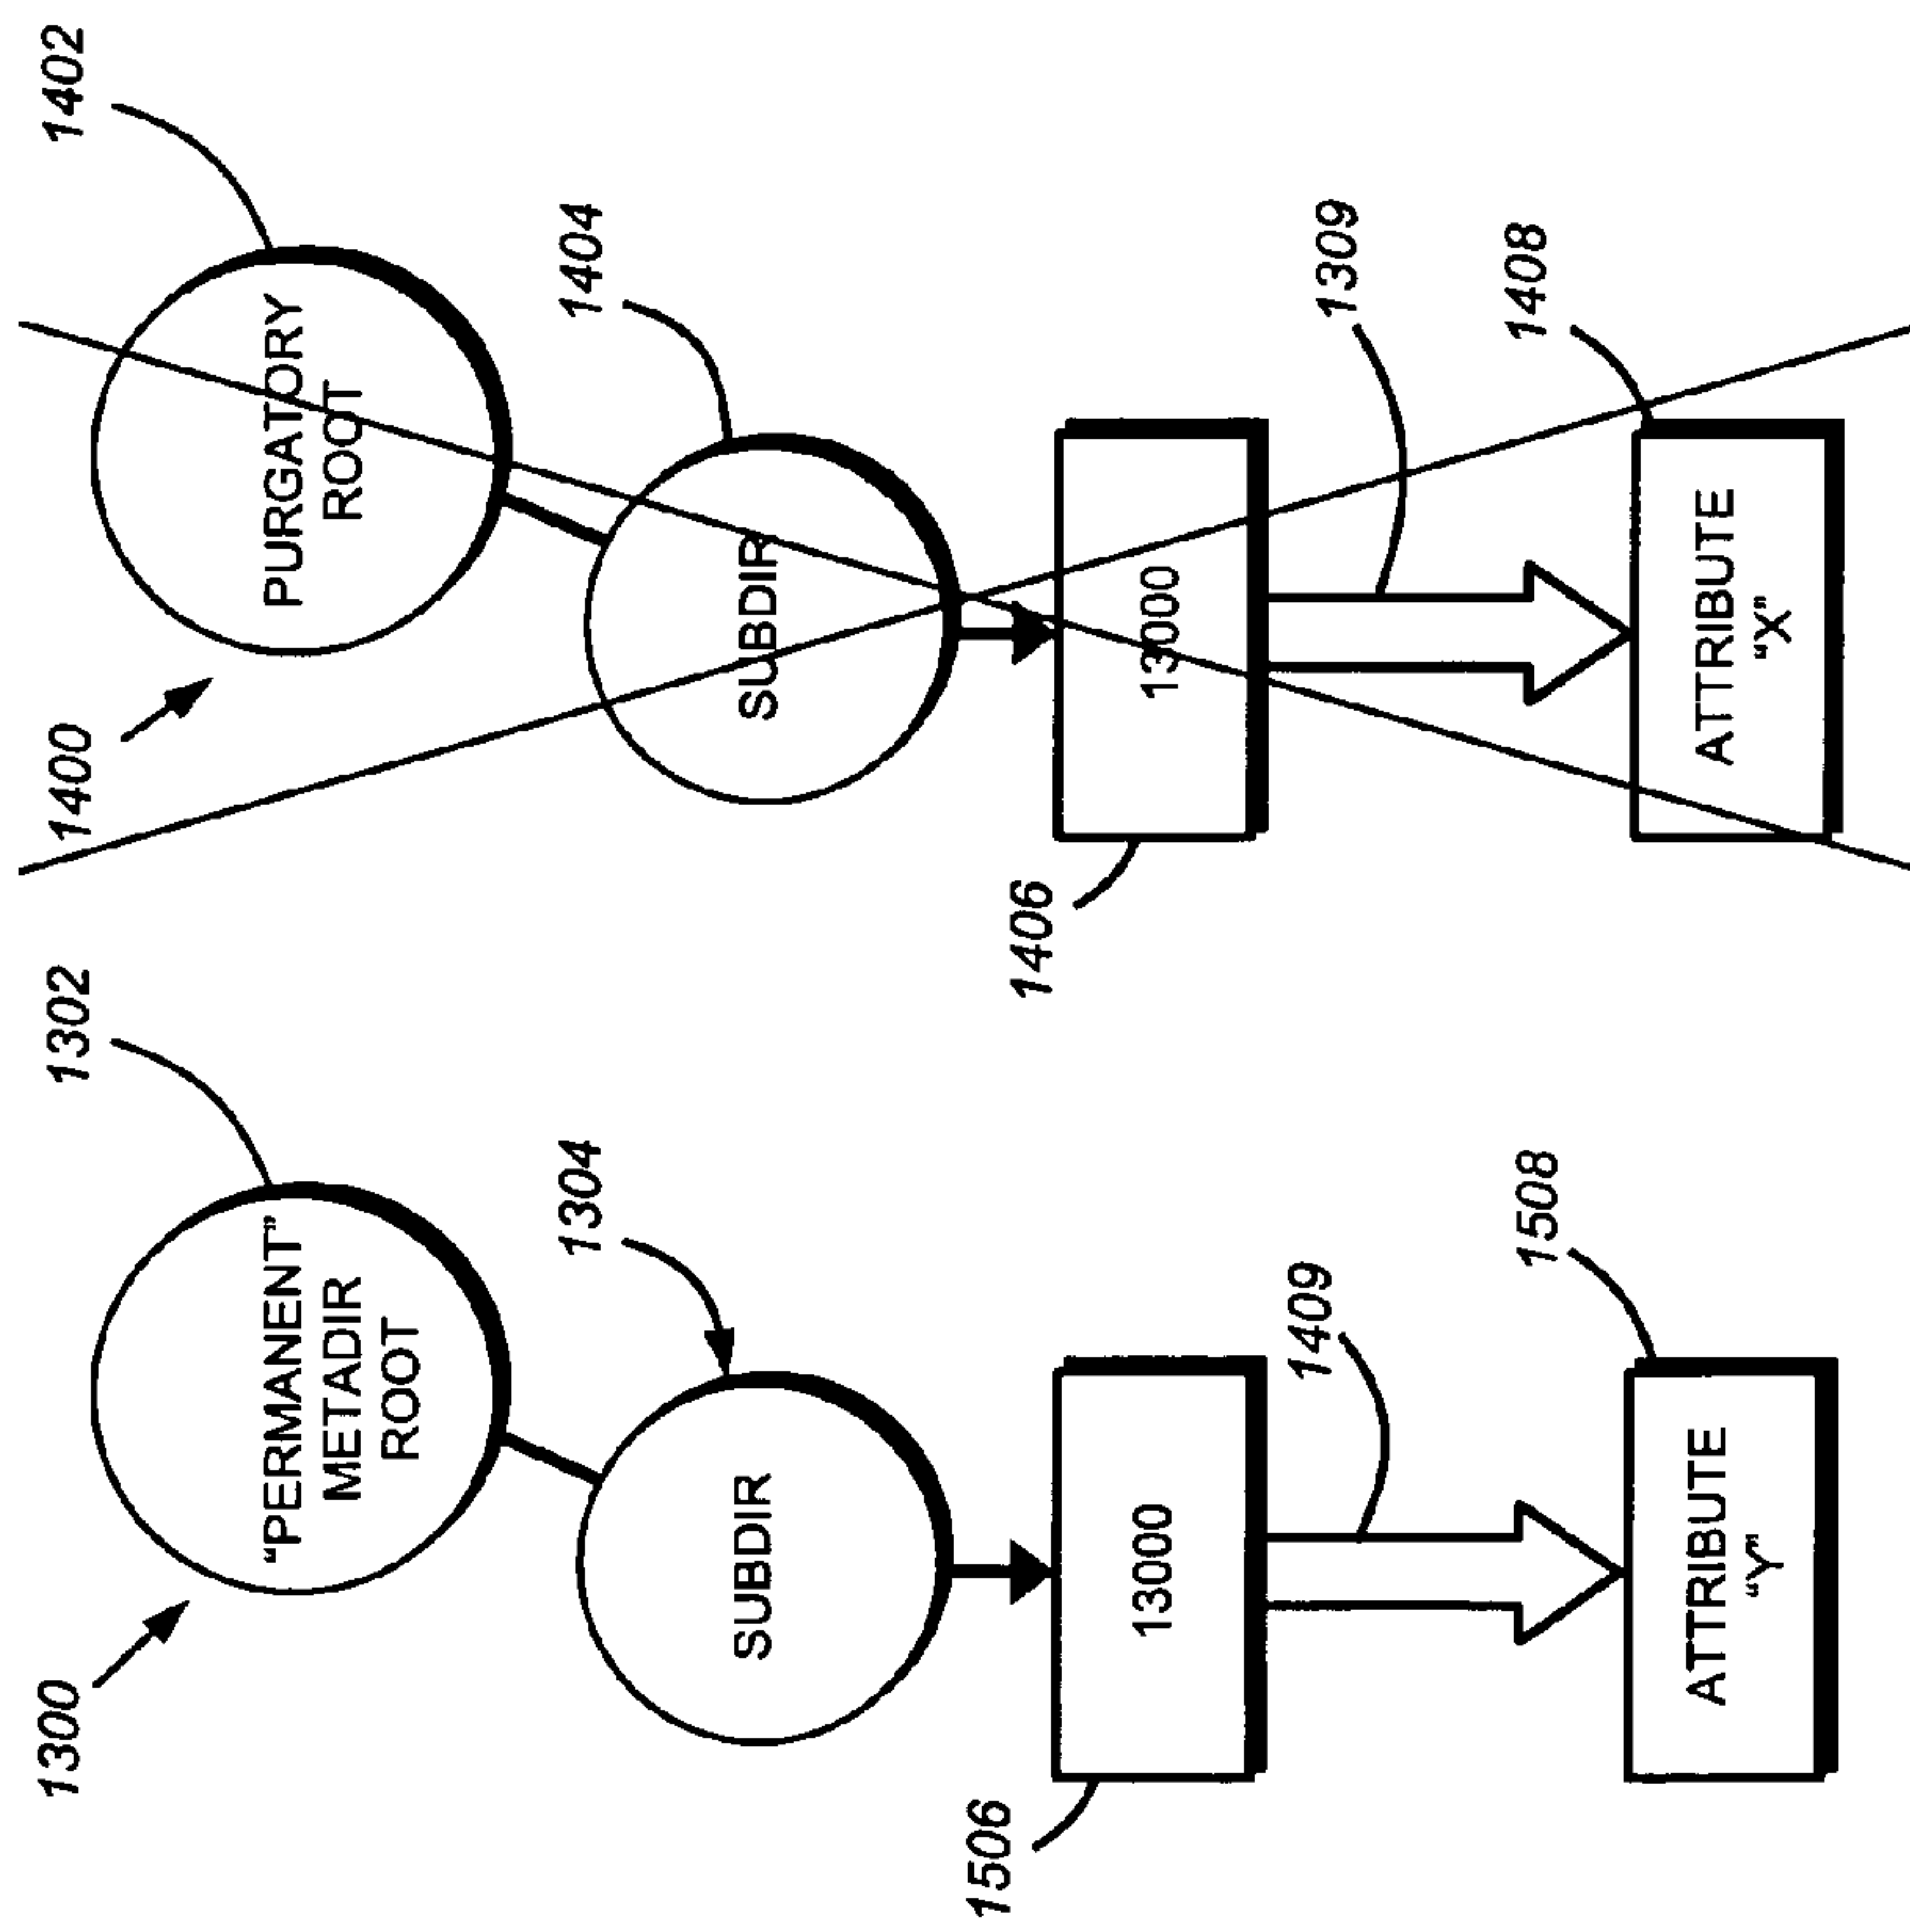 1300
1302
"PERMANENT"
METADIR
ROOT
1304
SUBDIR
1506
13000
1409
1508
ATTRIBUTE
"Y"
1400
1402
PURGATORY
ROOT
1404
SUBDIR
1406
13000
1309
1408
ATTRIBUTE
"X"